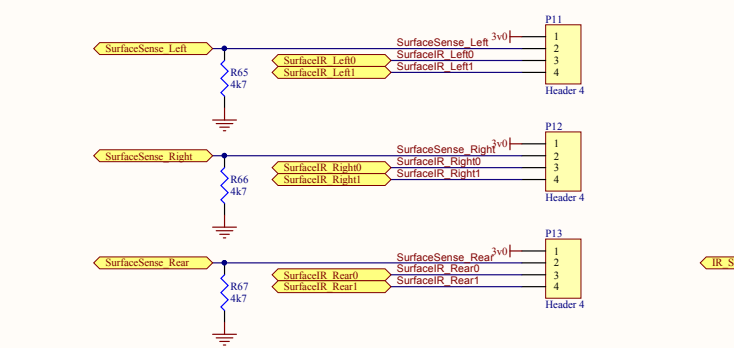 P11
3v0 1
SurfaceSense_Left SurfaceSense_Left 2
SurfaceIR_Left0 SurfaceIR_Left0 3
SurfaceIR_Left1 SurfaceIR_Left1 4
R65
4k7
Header 4
P12
3v0 1
SurfaceSense_Right SurfaceSense_Right 2
SurfaceIR_Right0 SurfaceIR_Right0 3
SurfaceIR_Right1 SurfaceIR_Right1 4
R66
4k7
Header 4
P13
3v0 1
SurfaceSense_Rear SurfaceSense_Rear 2
SurfaceIR_Rear0 SurfaceIR_Rear0 3
SurfaceIR_Rear1 SurfaceIR_Rear1 4
R67
4k7
Header 4
IR_S